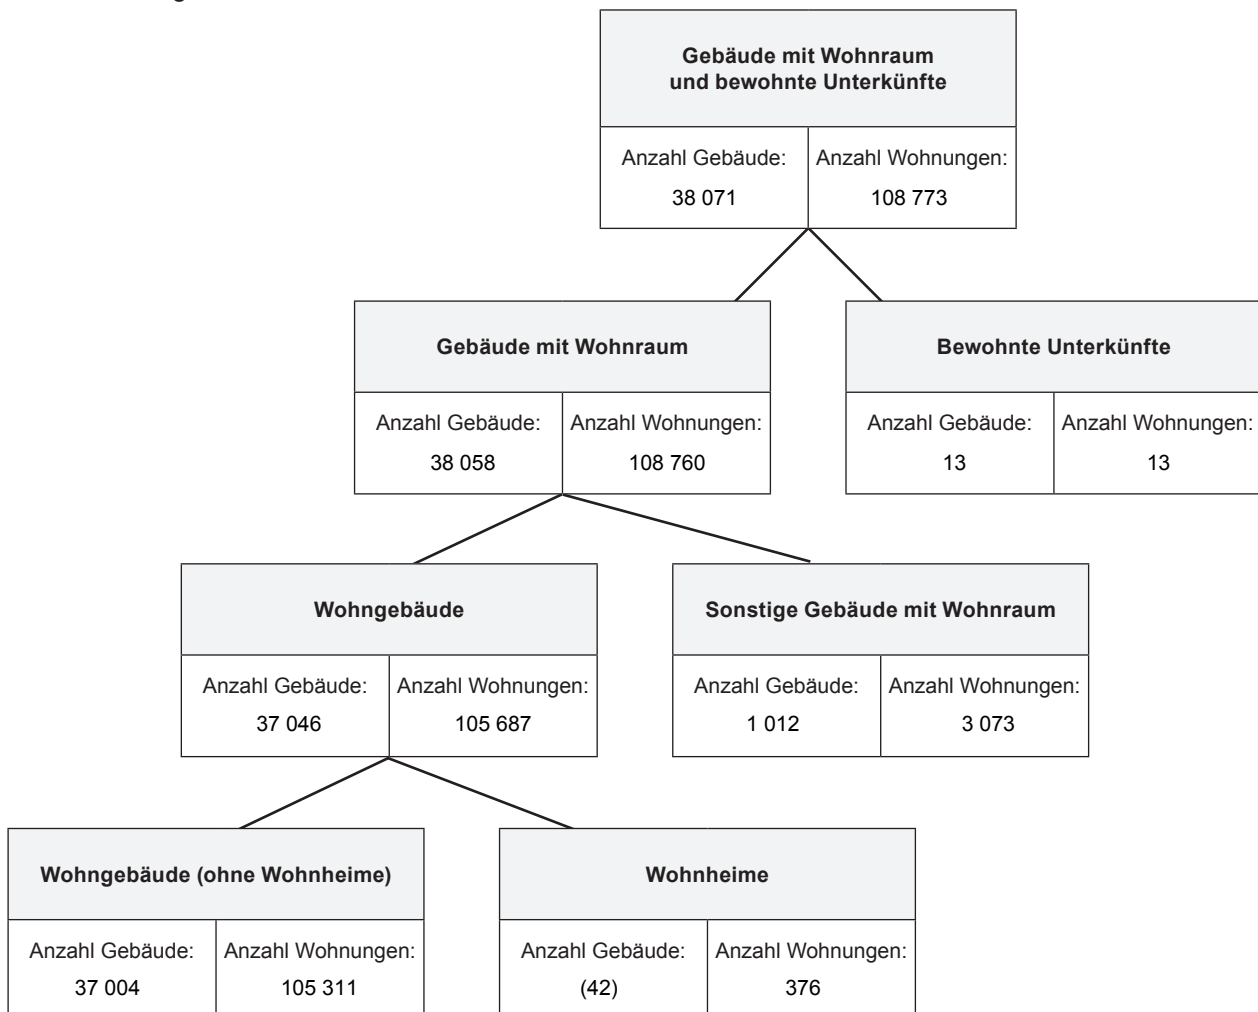 Gebäude mit Wohnraum
und bewohnte Unterkünfte
Anzahl Gebäude: Anzahl Wohnungen:
38 071 108 773
Gebäude mit Wohnraum Bewohnte Unterkünfte
Anzahl Gebäude: Anzahl Wohnungen: Anzahl Gebäude: Anzahl Wohnungen:
38 058 108 760 13 13
Wohngebäude Sonstige Gebäude mit Wohnraum
Anzahl Gebäude: Anzahl Wohnungen: Anzahl Gebäude: Anzahl Wohnungen:
37 046 105 687 1 012 3 073
Wohngebäude (ohne Wohnheime) Wohnheime
Anzahl Gebäude: Anzahl Wohnungen: Anzahl Gebäude: Anzahl Wohnungen:
37 004 105 311 (42) 376